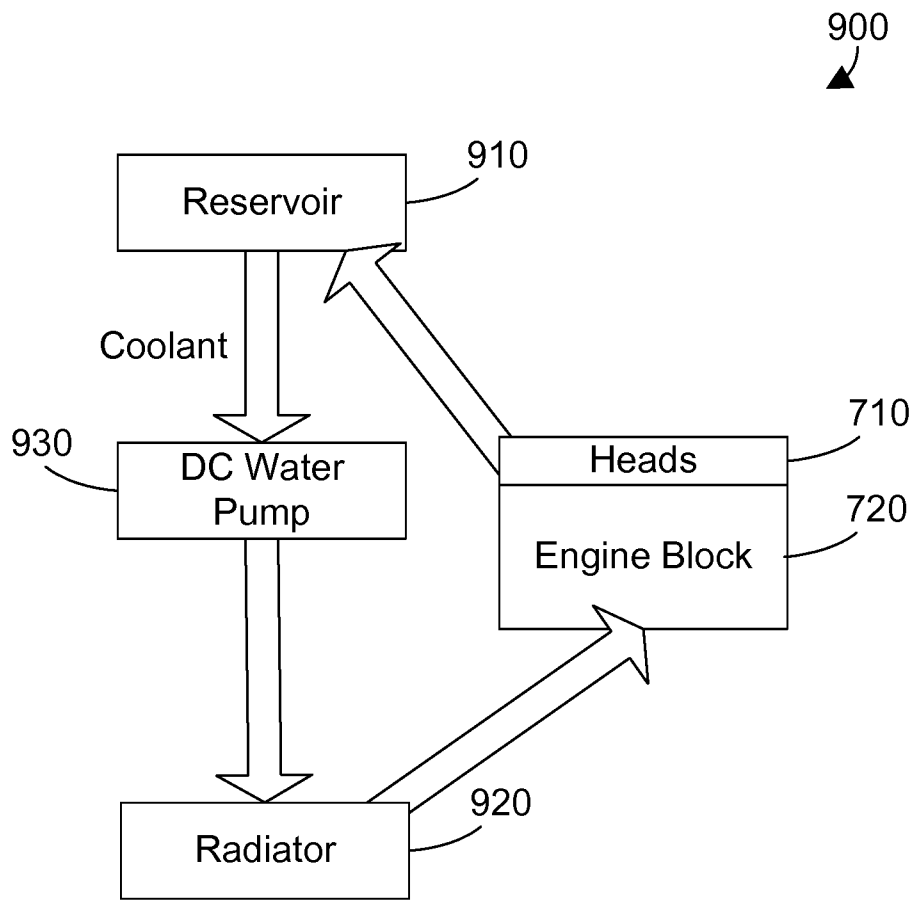 900
910
Reservoir
Coolant
930
DC Water
Pump
710
Heads
720
Engine Block
920
Radiator